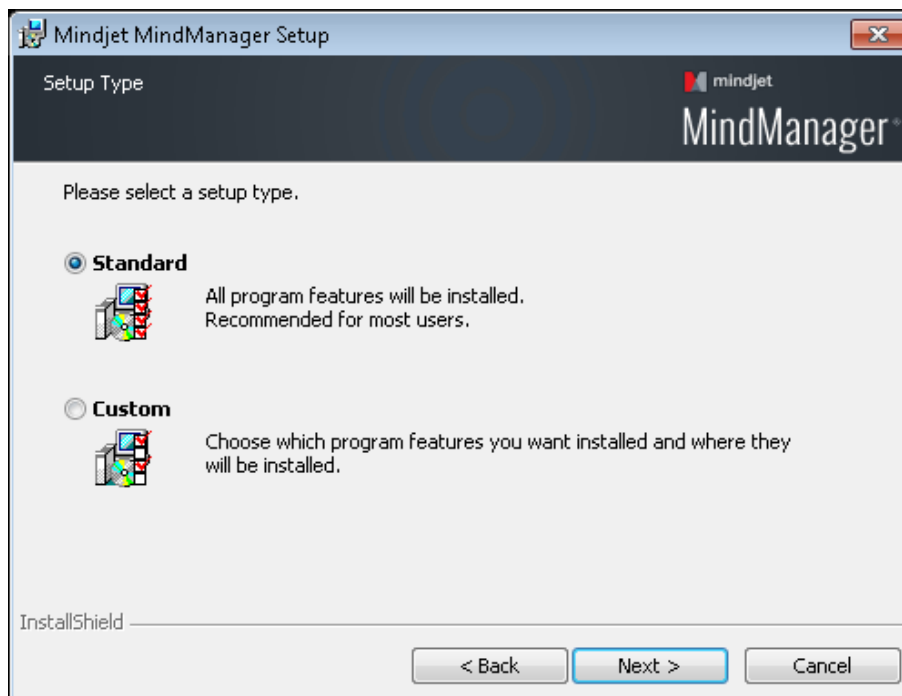 Mindjet MindManager Setup
Setup Type
mindjet
MindManager
Please select a setup type.
Standard
All program features will be installed.
Recommended for most users.
Custom
Choose which program features you want installed and where they
will be installed.
InstallShield
< Back
Next >
Cancel